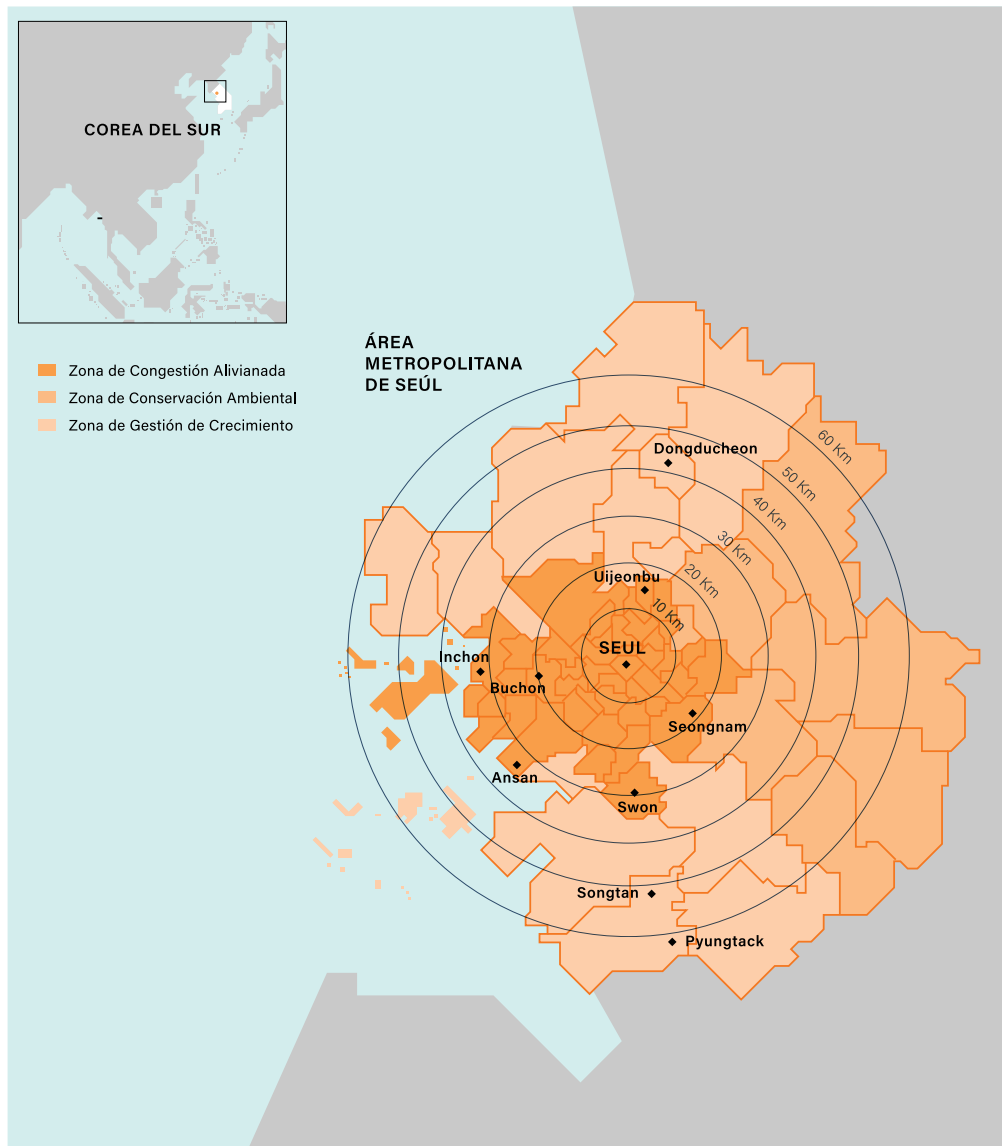 COREA DEL SUR
Zona de Congestión Alivianada
Zona de Conservación Ambiental
Zona de Gestión de Crecimiento
ÁREA
METROPOLITANA
DE SEÚL
60 Km
Dongducheon
50 Km
40 Km
30 Km
20 Km
Uijeonbu
10 Km
SEUL
Inchon
Buchon
Seongnam
Ansan
Swon
Songtan
Pyungtack